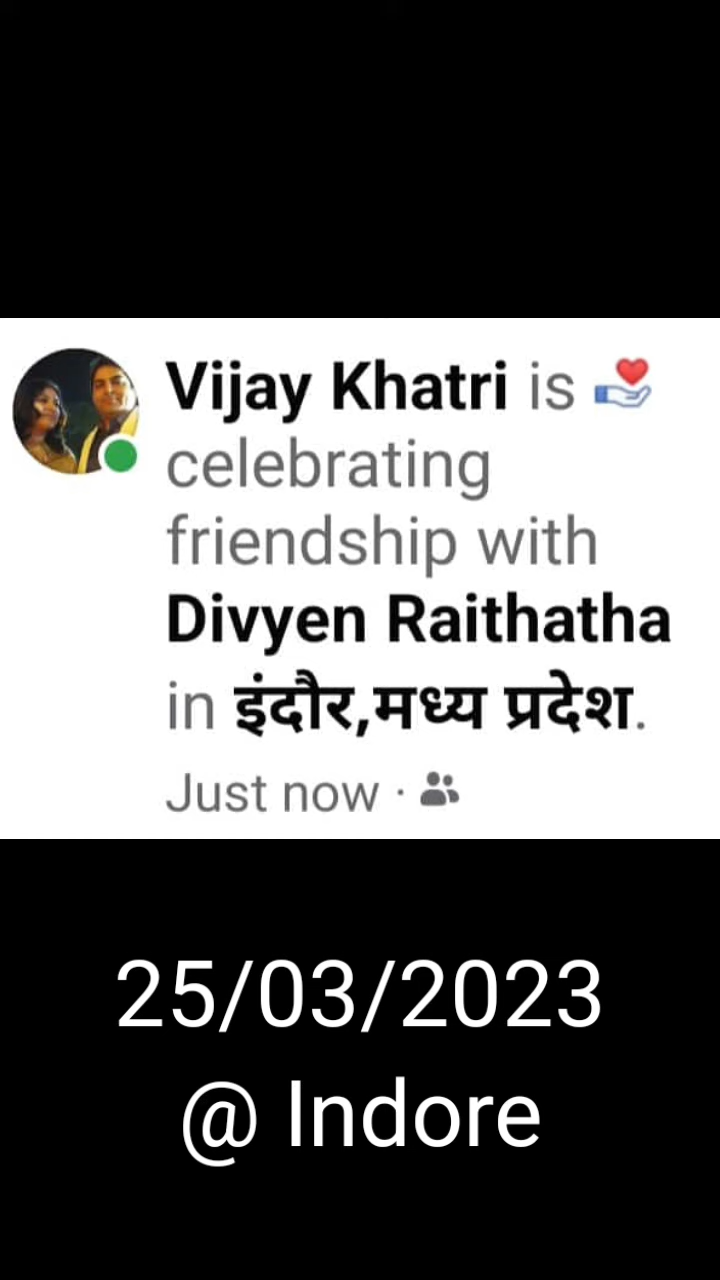 Vijay Khatri is
celebrating
friendship with
Divyen Raithatha
in इंदौर,मध्य प्रदेश.
Just now ·
25/03/2023
@ Indore